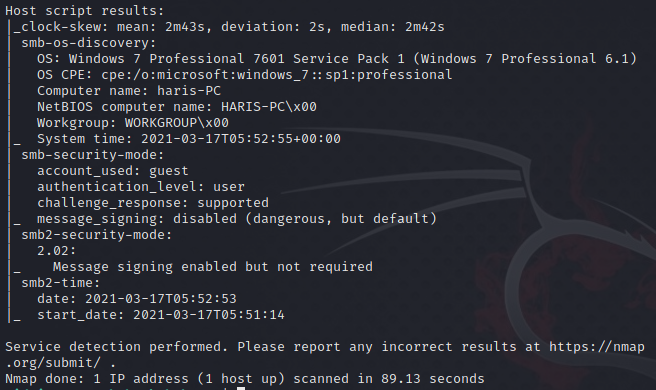 Host script results:
|_clock-skew: mean: 2m43s, deviation: 2s, median: 2m42s
| smb-os-discovery:
|   OS: Windows 7 Professional 7601 Service Pack 1 (Windows 7 Professional 6.1)
|   OS CPE: cpe:/o:microsoft:windows_7::sp1:professional
|   Computer name: haris-PC
|   NetBIOS computer name: HARIS-PC\x00
|   Workgroup: WORKGROUP\x00
|_  System time: 2021-03-17T05:52:55+00:00
| smb-security-mode:
|   account_used: guest
|   authentication_level: user
|   challenge_response: supported
|_  message_signing: disabled (dangerous, but default)
| smb2-security-mode:
|   2.02:
|_    Message signing enabled but not required
| smb2-time:
|   date: 2021-03-17T05:52:53
|_  start_date: 2021-03-17T05:51:14

Service detection performed. Please report any incorrect results at https://nmap
.org/submit/ .
Nmap done: 1 IP address (1 host up) scanned in 89.13 seconds